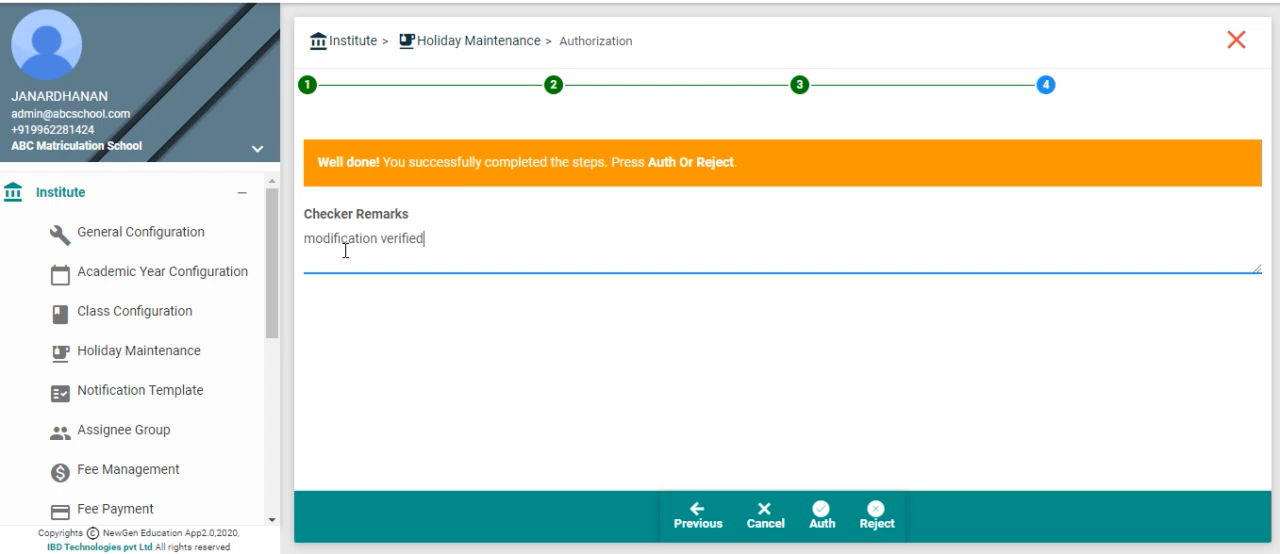 JANARDHANAN
admin@abcschool.com
+919962281424
ABC Matriculation School
Institute
General Configuration
Academic Year Configuration
Class Configuration
Holiday Maintenance
Notification Template
Assignee Group
Fee Management
Fee Payment
Copyrights © NewGen Education App2.0,2020,
IBD Technologies pvt Ltd All rights reserved
Institute > Holiday Maintenance > Authorization
1 2 3 4
Well done! You successfully completed the steps. Press Auth Or Reject.
Checker Remarks
modification verified
Previous Cancel Auth Reject